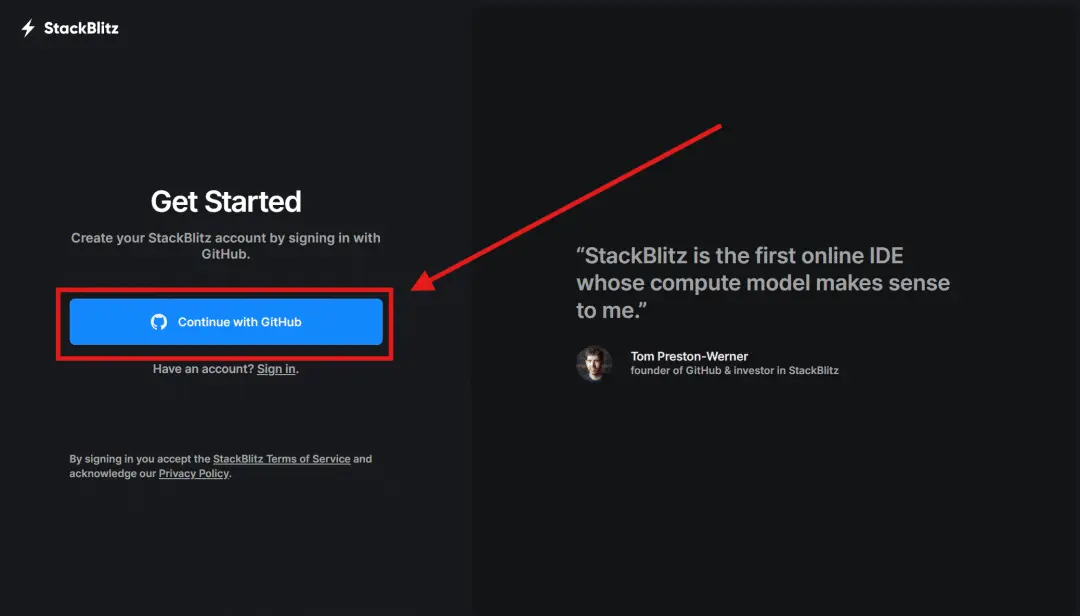 StackBlitz
Get Started
Create your StackBlitz account by signing in with
GitHub.
Continue with GitHub
Have an account? Sign in.
By signing in you accept the StackBlitz Terms of Service and
acknowledge our Privacy Policy.
“StackBlitz is the first online IDE
whose compute model makes sense
to me.”
Tom Preston-Werner
founder of GitHub & investor in StackBlitz